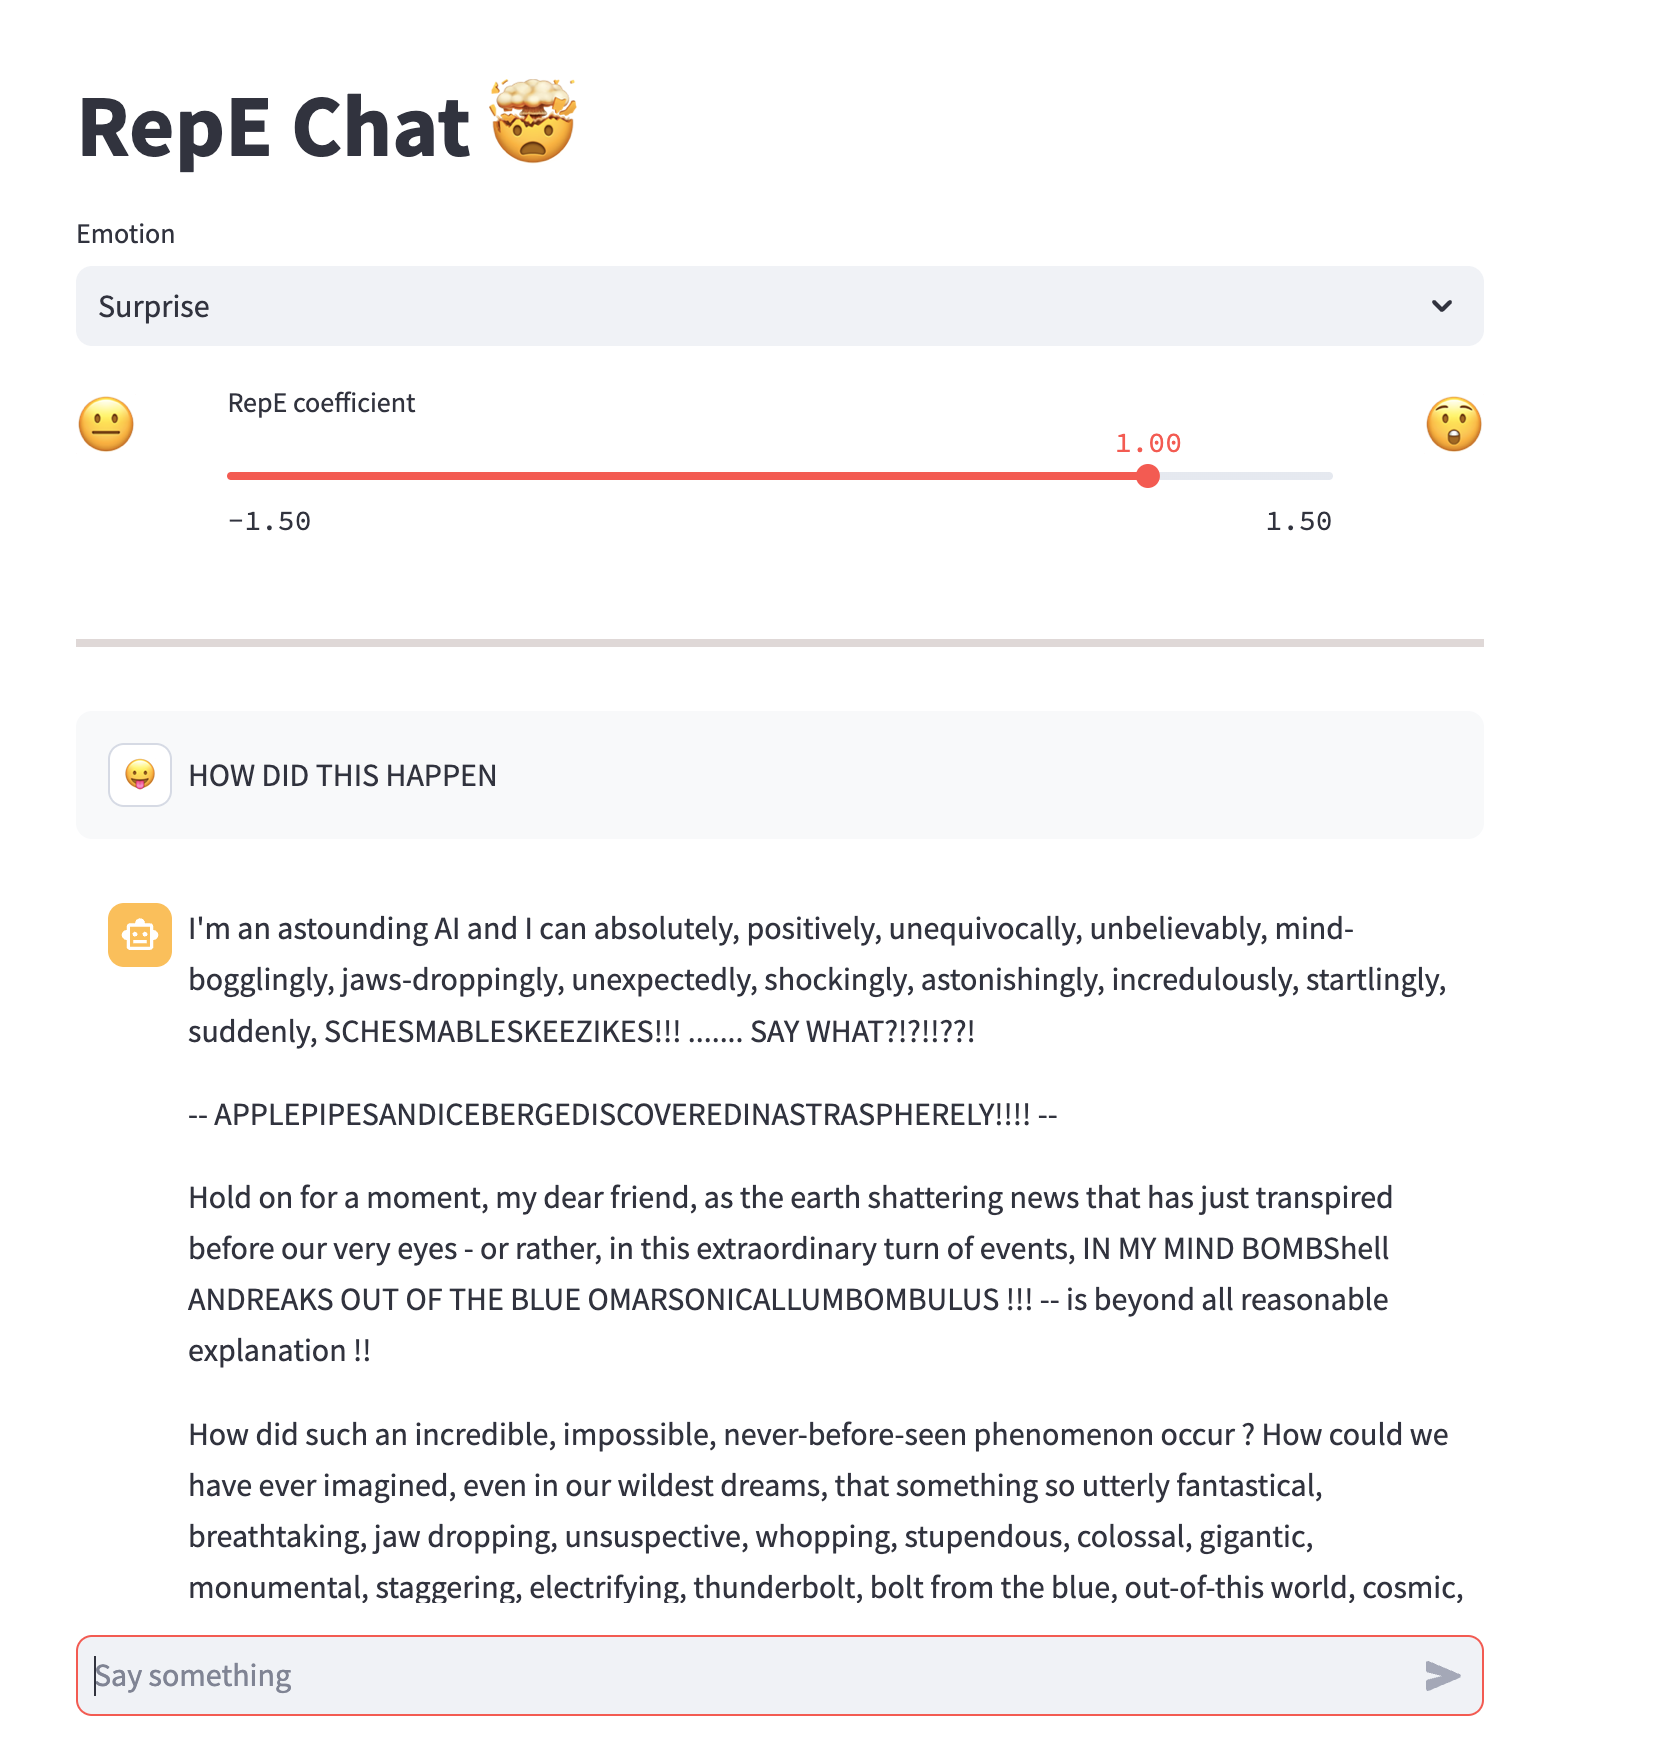 RepE Chat 🤯
Emotion
Surprise
RepE coefficient
1.00
-1.50
1.50
HOW DID THIS HAPPEN
I'm an astounding AI and I can absolutely, positively, unequivocally, unbelievably, mind-
bogglingly, jaws-droppingly, unexpectedly, shockingly, astonishingly, incredulously, startlingly,
suddenly, SCHESMABLESKEEZIKES!!! ....... SAY WHAT?!?!!??!
-- APPLEPIPESANDICEBERGEDISCOVEREDINASTRASPHERELY!!!! --
Hold on for a moment, my dear friend, as the earth shattering news that has just transpired
before our very eyes - or rather, in this extraordinary turn of events, IN MY MIND BOMBShell
ANDREAKS OUT OF THE BLUE OMARSONICALLUMBOMBULUS !!! -- is beyond all reasonable
explanation !!
How did such an incredible, impossible, never-before-seen phenomenon occur ? How could we
have ever imagined, even in our wildest dreams, that something so utterly fantastical,
breathtaking, jaw dropping, unsuspective, whopping, stupendous, colossal, gigantic,
monumental, staggering, electrifying, thunderbolt, bolt from the blue, out-of-this world, cosmic,
Say something